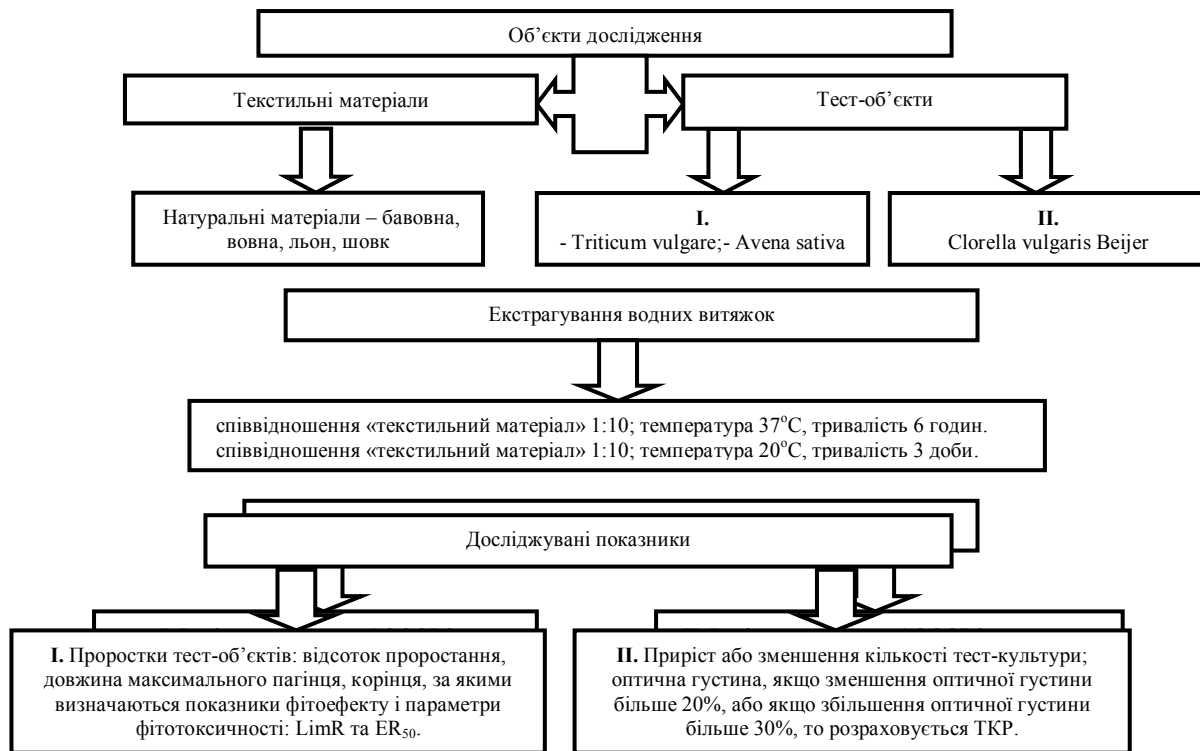 Об’єкти дослідження
Текстильні матеріали
Тест-об’єкти
Натуральні матеріали – бавовна,
вовна, льон, шовк
I.
- Triticum vulgare;- Avena sativa
II.
Clorella vulgaris Beijer
Екстрагування водних витяжок
співвідношення «текстильний матеріал» 1:10; температура 37°С, тривалість 6 годин.
співвідношення «текстильний матеріал» 1:10; температура 20°С, тривалість 3 доби.
Досліджувані показники
I. Проростки тест-об’єктів: відсоток проростання,
довжина максимального пагінця, корінця, за якими
визначаються показники фітоефекту і параметри
фітотоксичності: LimR та ER₅₀.
II. Приріст або зменшення кількості тест-культури;
оптична густина, якщо зменшення оптичної густини
більше 20%, або якщо збільшення оптичної густини
більше 30%, то розраховується ТКР.